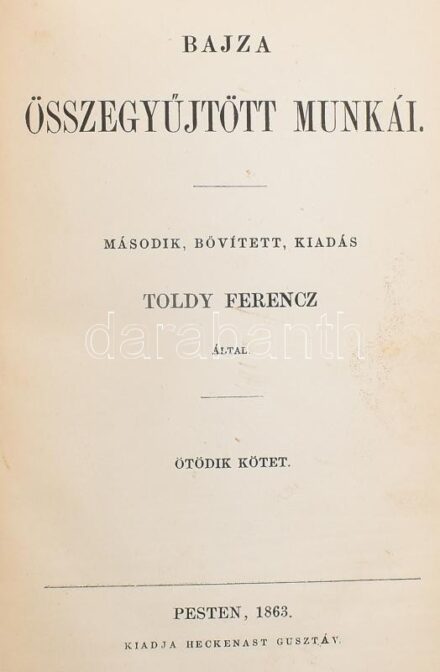 BAJZA
ÖSSZEGYŰJTÖTT MUNKÁI.
MÁSODIK, BŐVÍTETT, KIADÁS
TOLDY FERENCZ
darabanth
ÁLTAL.
ÖTÖDIK KÖTET.
PESTEN, 1863.
KIADJA HECKENAST GUSZTÁV.